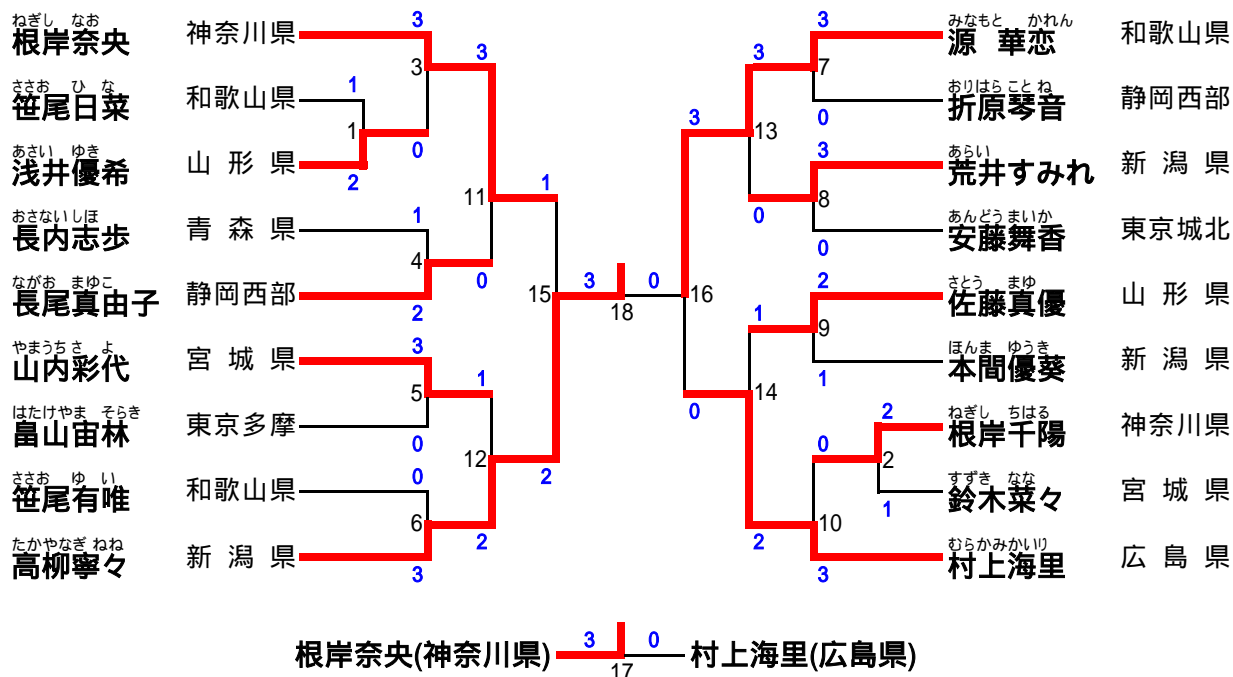 ねぎし なお
根岸奈央 神奈川県
ささお ひ な
笹尾日菜 和歌山県
あさい ゆき
浅井優希 山形県
おさないしほ
長内志歩 青森県
ながお まゆこ
長尾真由子 静岡西部
やまうち さ よ
山内彩代 宮城県
はたけやま そらき
畠山宙林 東京多摩
ささお ゆ い
笹尾有唯 和歌山県
たかやなぎ ねね
高柳寧々 新潟県
3
3
3
1
1
0
2
11
1
1
4
0
2
15
3
5
1
0
12
2
0
6
2
3
3
18
0
3
3
7
0
13
3
3
8
0
0
16
2
1
9
1
14
0
2
0
2
1
10
2
3
みなもと かれん
源 華恋 和歌山県
おりはら こと ね
折原琴音 静岡西部
あらい
荒井すみれ 新潟県
あんどう まいか
安藤舞香 東京城北
さとう まゆ
佐藤真優 山形県
ほんま ゆうき
本間優葵 新潟県
ねぎし ちはる
根岸千陽 神奈川県
すずき なな
鈴木菜々 宮城県
むらかみかいり
村上海里 広島県
根岸奈央(神奈川県) 3 17 0 村上海里(広島県)